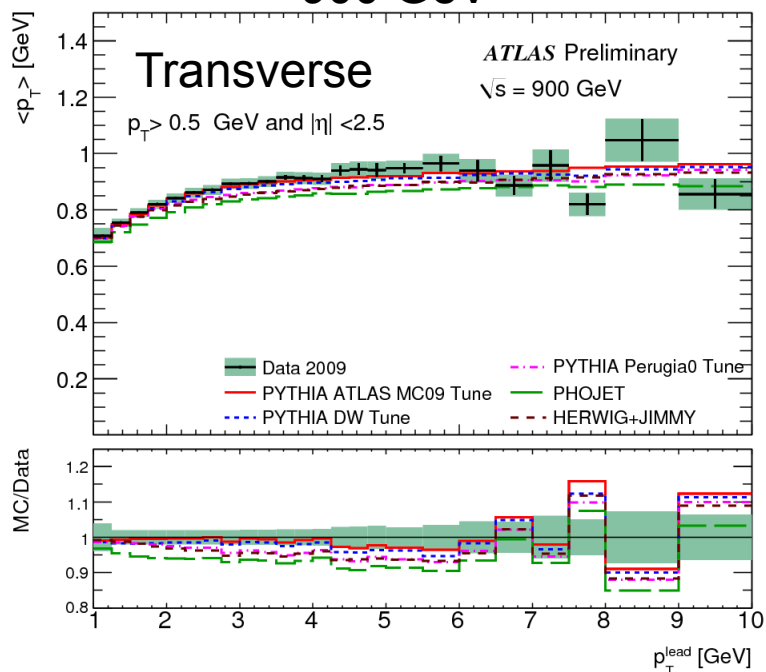 <p_T> [GeV]
Transverse
ATLAS Preliminary
√s = 900 GeV
p_T > 0.5 GeV and |η| <2.5
1.4
1.2
1
0.8
0.6
0.4
0.2
Data 2009
PYTHIA ATLAS MC09 Tune
PYTHIA DW Tune
PYTHIA Perugia0 Tune
PHOJET
HERWIG+JIMMY
MC/Data
1.2
1.1
1.0
0.9
0.8
1 2 3 4 5 6 7 8 9 10
p_T^lead [GeV]